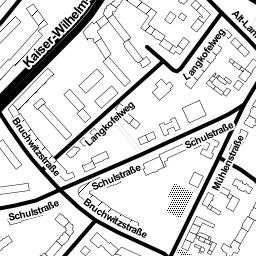 Kaiser-Wilhelm-
Alt-Lan
Langkofelweg
Langkofelweg
Bruchwitzstraße
Mühlenstraße
Schulstraße
Schulstraße
Schulstraße
Bruchwitzstraße